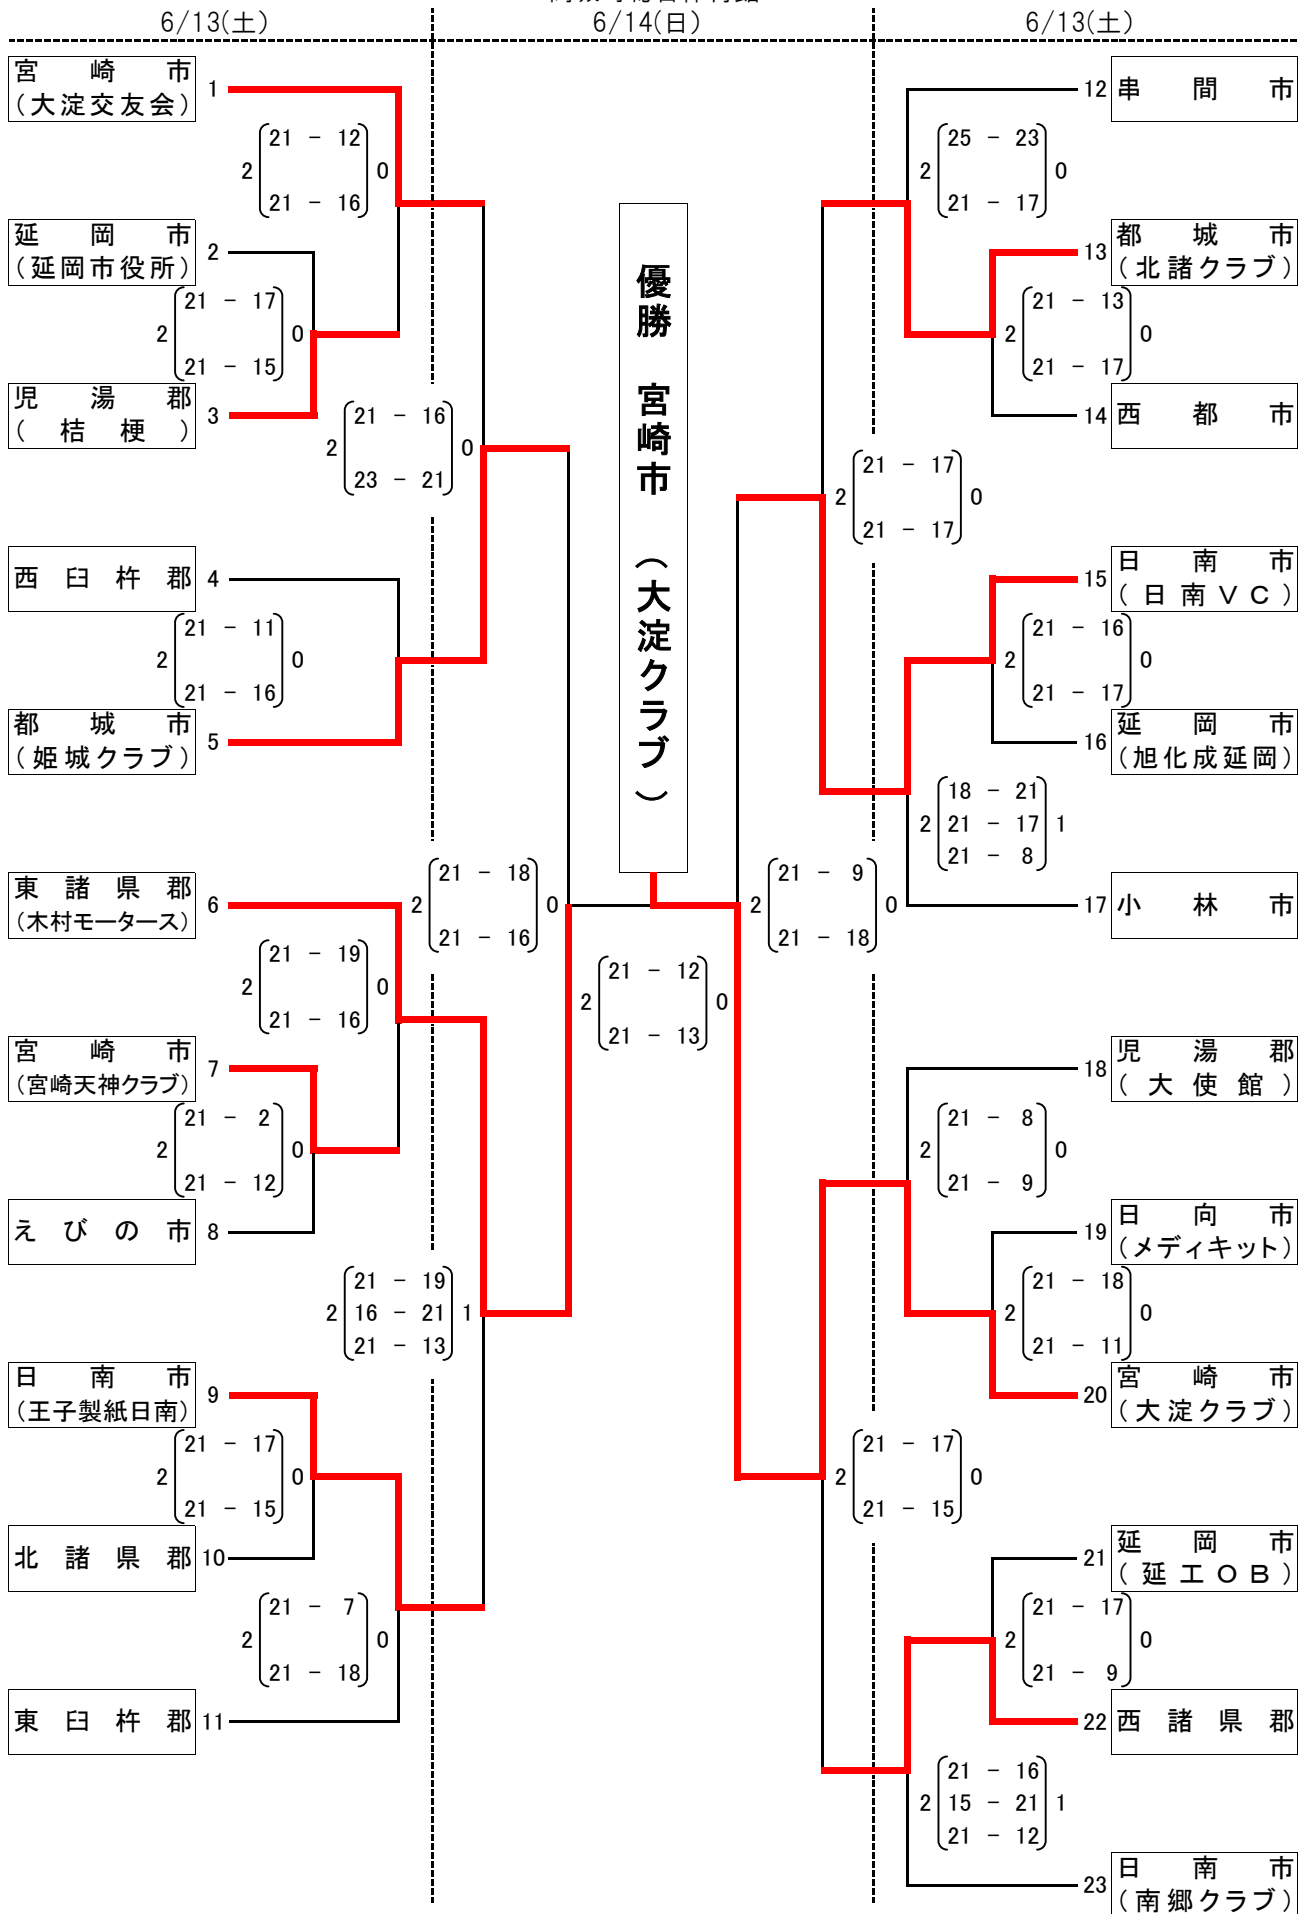 6/13(土)
6/14(日)
6/13(土)
宮崎市
(大淀交友会)
1
21 - 12
2 0
21 - 16
延岡市
(延岡市役所)
2
21 - 17
2 0
21 - 15
児湯郡
(桔梗)
3
21 - 16
2 0
23 - 21
西臼杵郡 4
21 - 11
2 0
21 - 16
都城市
(姫城クラブ)
5
東諸県郡
(木村モータース)
6
21 - 18
2 0
21 - 16
21 - 19
2 0
21 - 16
宮崎市
(宮崎天神クラブ)
7
21 - 2
2 0
21 - 12
えびの市 8
21 - 19
2 16 - 21 1
21 - 13
日南市
(王子製紙日南)
9
21 - 17
2 0
21 - 15
北諸県郡 10
21 - 7
2 0
21 - 18
東臼杵郡 11
優勝 宮崎市 (大淀クラブ)
21 - 12
2 0
21 - 13
12 串間市
25 - 23
2 0
21 - 17
13
都城市
(北諸クラブ)
21 - 13
2 0
21 - 17
14 西都市
21 - 17
2 0
21 - 17
15
日南市
(日南VC)
21 - 16
2 0
21 - 17
16
延岡市
(旭化成延岡)
18 - 21
2 21 - 17 1
21 - 8
17 小林市
21 - 9
2 0
21 - 18
18
児湯郡
(大使館)
21 - 8
2 0
21 - 9
19
日向市
(メディキット)
21 - 18
2 0
21 - 11
20
宮崎市
(大淀クラブ)
21 - 17
2 0
21 - 15
21
延岡市
(延工OB)
21 - 17
2 0
21 - 9
22 西諸県郡
21 - 16
2 15 - 21 1
21 - 12
23
日南市
(南郷クラブ)